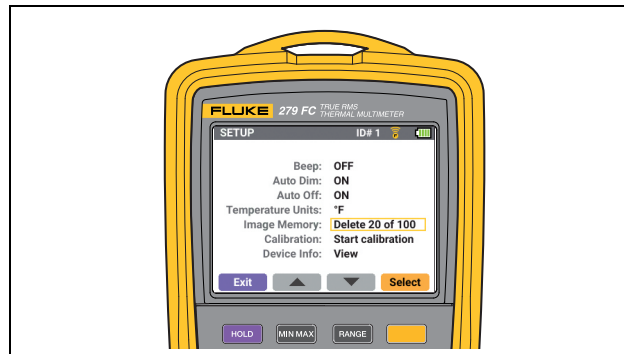 FLUKE 279 FC TRUE RMS
THERMAL MULTIMETER
SETUP ID# 1
Beep: OFF
Auto Dim: ON
Auto Off: ON
Temperature Units: °F
Image Memory: Delete 20 of 100
Calibration: Start calibration
Device Info: View
Exit Select
HOLD MIN MAX RANGE